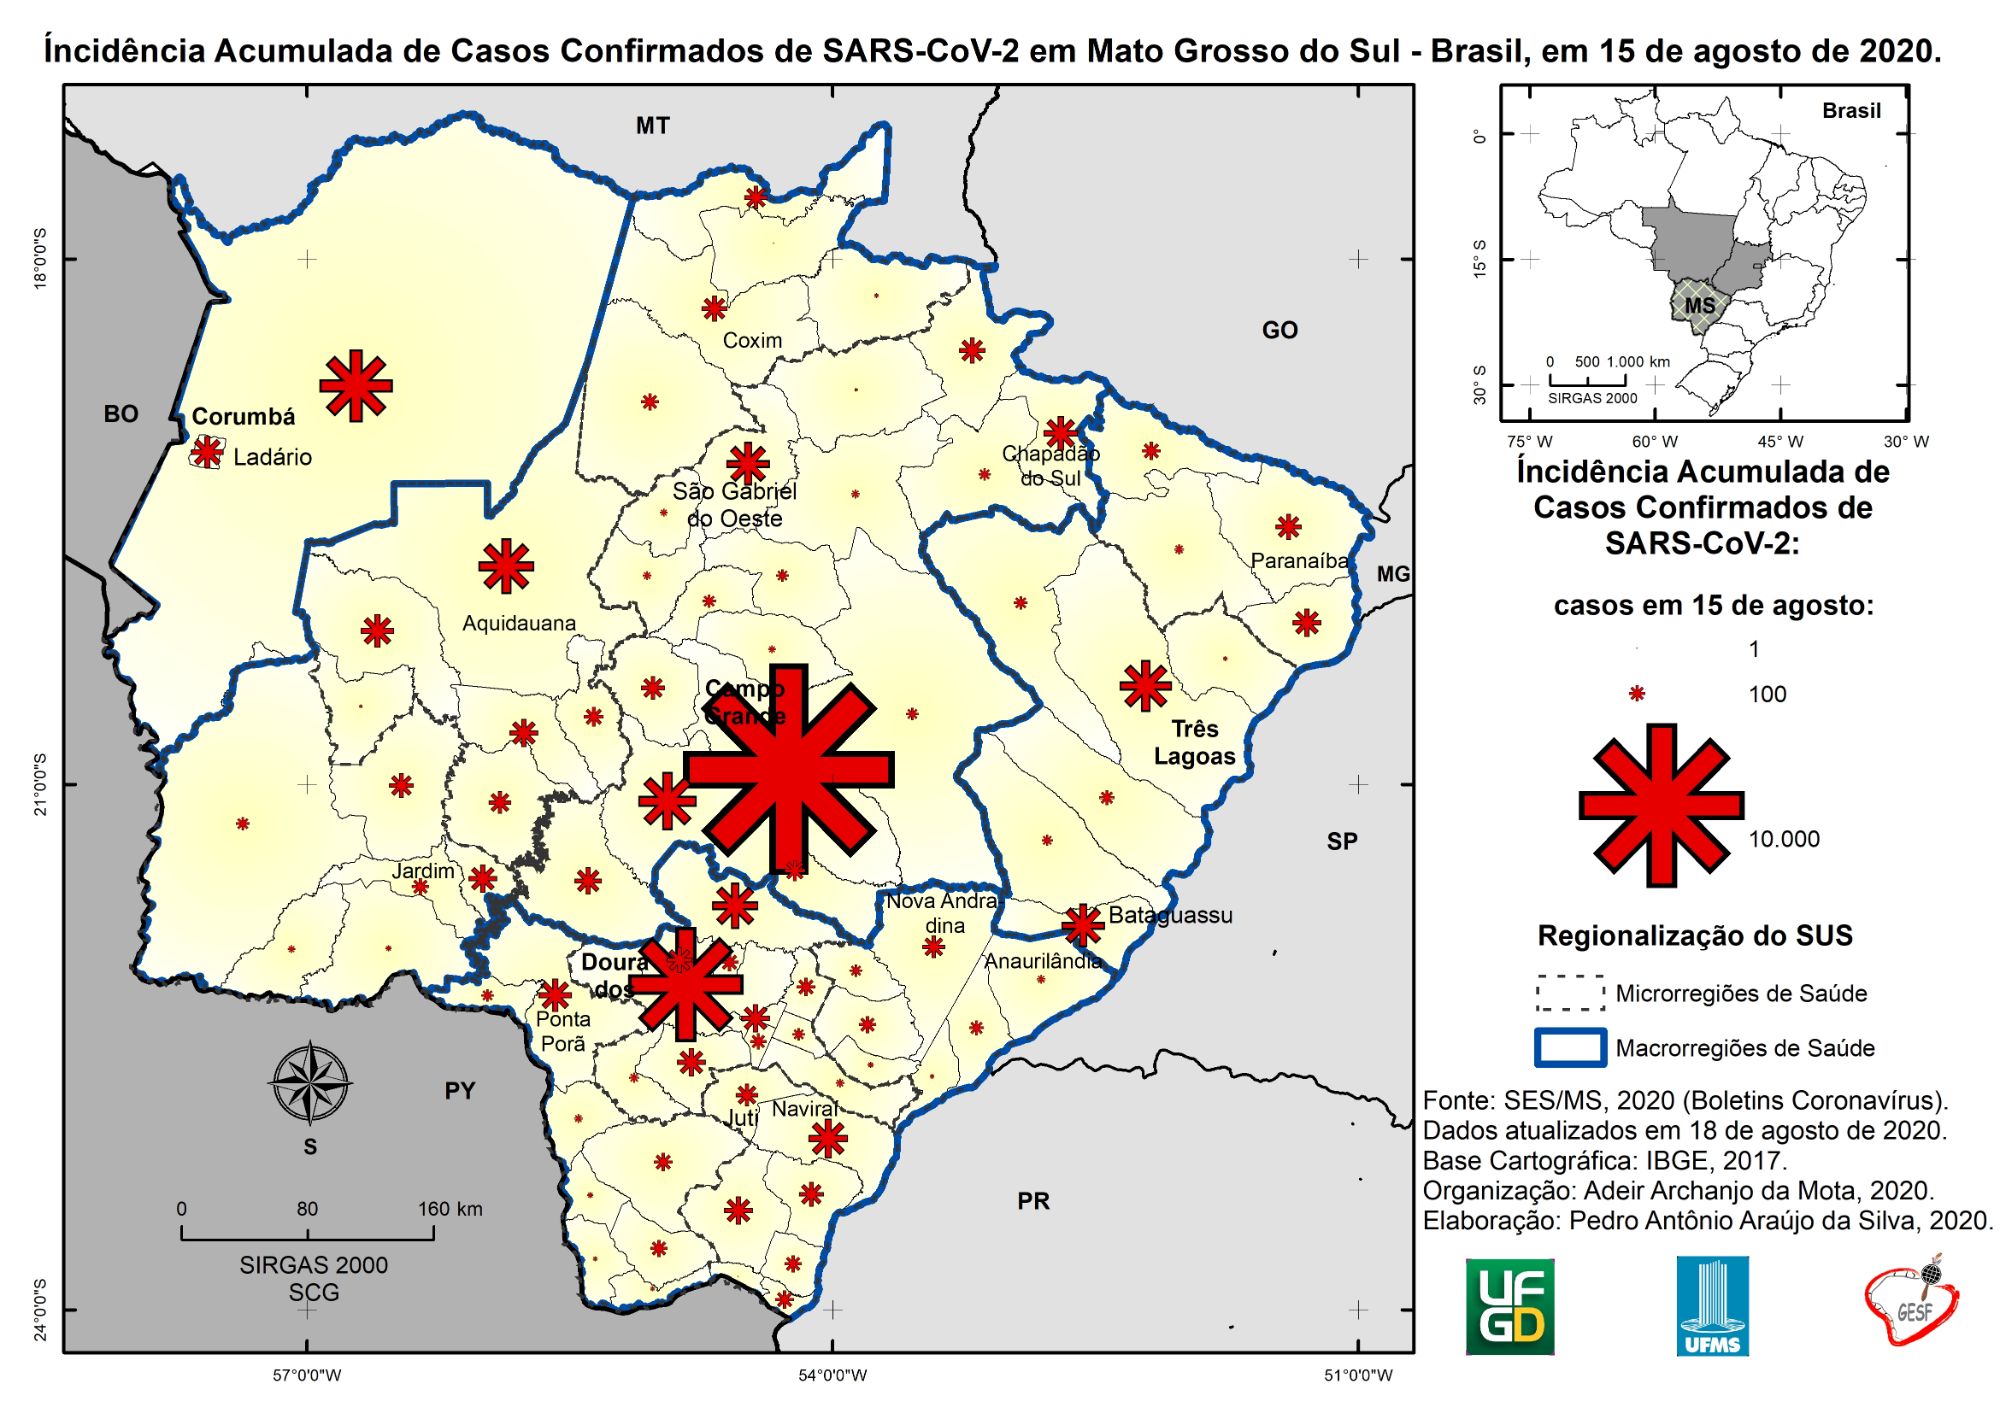 Íncidência Acumulada de Casos Confirmados de SARS-CoV-2 em Mato Grosso do Sul - Brasil, em 15 de agosto de 2020.
MT
GO
BO
MG
SP
PR
PY
18°0'0"S
21°0'0"S
24°0'0"S
57°0'0"W
54°0'0"W
51°0'0"W
Coxim
Corumbá
Ladário
Chapadão
do Sul
São Gabriel
do Oeste
Paranaíba
Aquidauana
Campo
Grande
Três
Lagoas
Jardim
Nova Andra-
dina
Bataguassu
Anaurilândia
Doura
dos
Ponta
Porã
Juti
Naviraí
S
0 80 160 km
SIRGAS 2000
SCG
Brasil
MS
0 500 1.000 km
SIRGAS 2000
0°
15° S
30° S
75° W 60° W 45° W 30° W
Íncidência Acumulada de
Casos Confirmados de
SARS-CoV-2:
casos em 15 de agosto:
1
100
10.000
Regionalização do SUS
Microrregiões de Saúde
Macrorregiões de Saúde
Fonte: SES/MS, 2020 (Boletins Coronavírus).
Dados atualizados em 18 de agosto de 2020.
Base Cartográfica: IBGE, 2017.
Organização: Adeir Archanjo da Mota, 2020.
Elaboração: Pedro Antônio Araújo da Silva, 2020.
UF
GD
UFMS
GESF